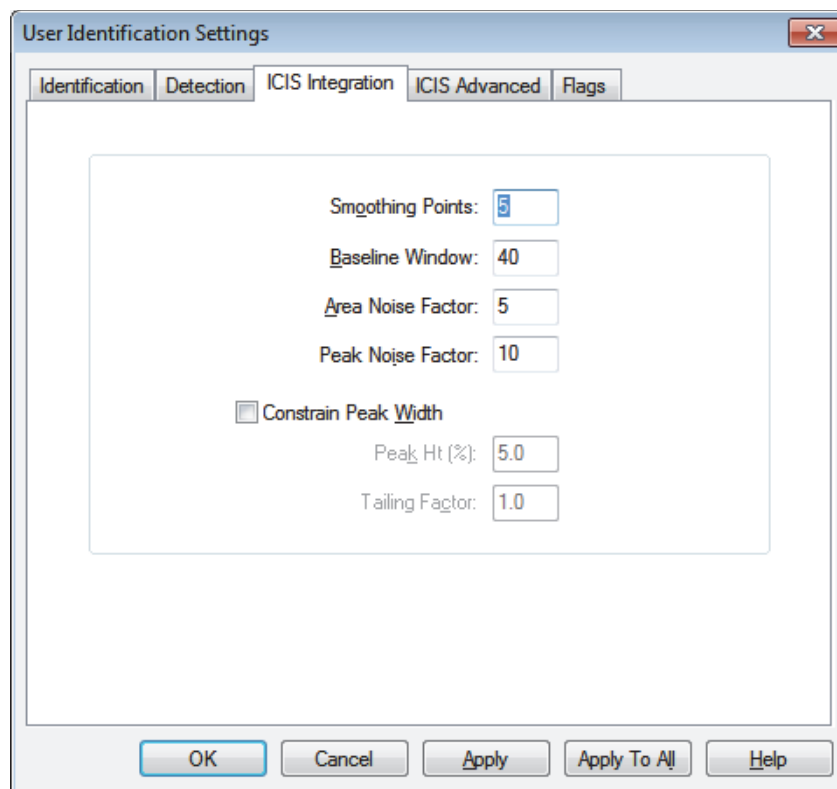 User Identification Settings
Identification Detection ICIS Integration ICIS Advanced Flags
Smoothing Points: 5
Baseline Window: 40
Area Noise Factor: 5
Peak Noise Factor: 10
Constrain Peak Width
Peak Ht (%): 5.0
Tailing Factor: 1.0
OK Cancel Apply Apply To All Help